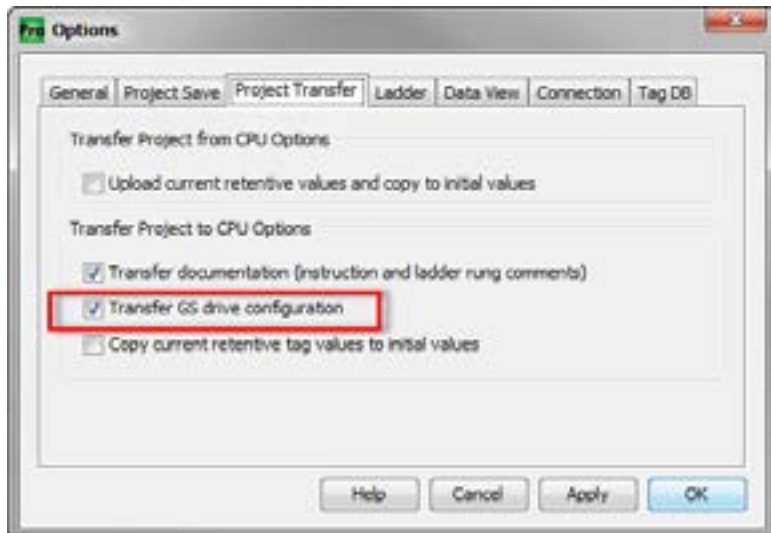 Pro Options
General Project Save Project Transfer Ladder Data View Connection Tag DB
Transfer Project from CPU Options
Upload current retentive values and copy to initial values
Transfer Project to CPU Options
Transfer documentation (instruction and ladder rung comments)
Transfer GS drive configuration
Copy current retentive tag values to initial values
Help Cancel Apply OK